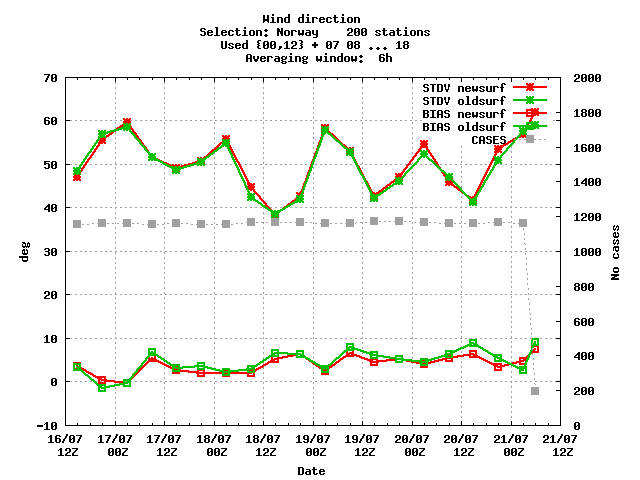 Wind direction
Selection: Norway    200 stations
Used {00,12} + 07 08 ... 18
Averaging window:  6h
STDV newsurf
STDV oldsurf
BIAS newsurf
BIAS oldsurf
CASES
70
60
50
40
30
20
10
0
-10
deg
2000
1800
1600
1400
1200
1000
800
600
400
200
0
No cases
16/07 17/07 17/07 18/07 18/07 19/07 19/07 20/07 20/07 21/07 21/07
12Z 00Z 12Z 00Z 12Z 00Z 12Z 00Z 12Z 00Z 12Z
Date